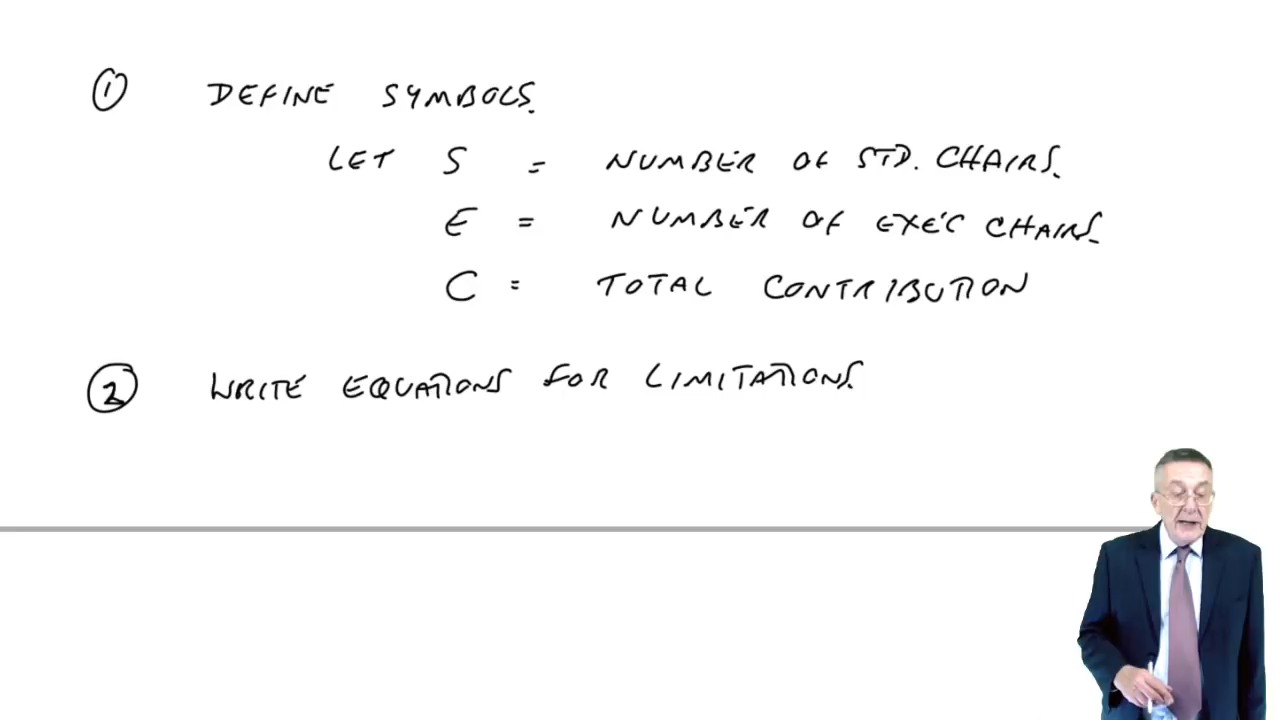 ① DEFINE SYMBOLS.
LET S = NUMBER OF STD. CHAIRS.
E = NUMBER OF EXEC CHAIRS.
C = TOTAL CONTRIBUTION
② WRITE EQUATIONS FOR LIMITATIONS.